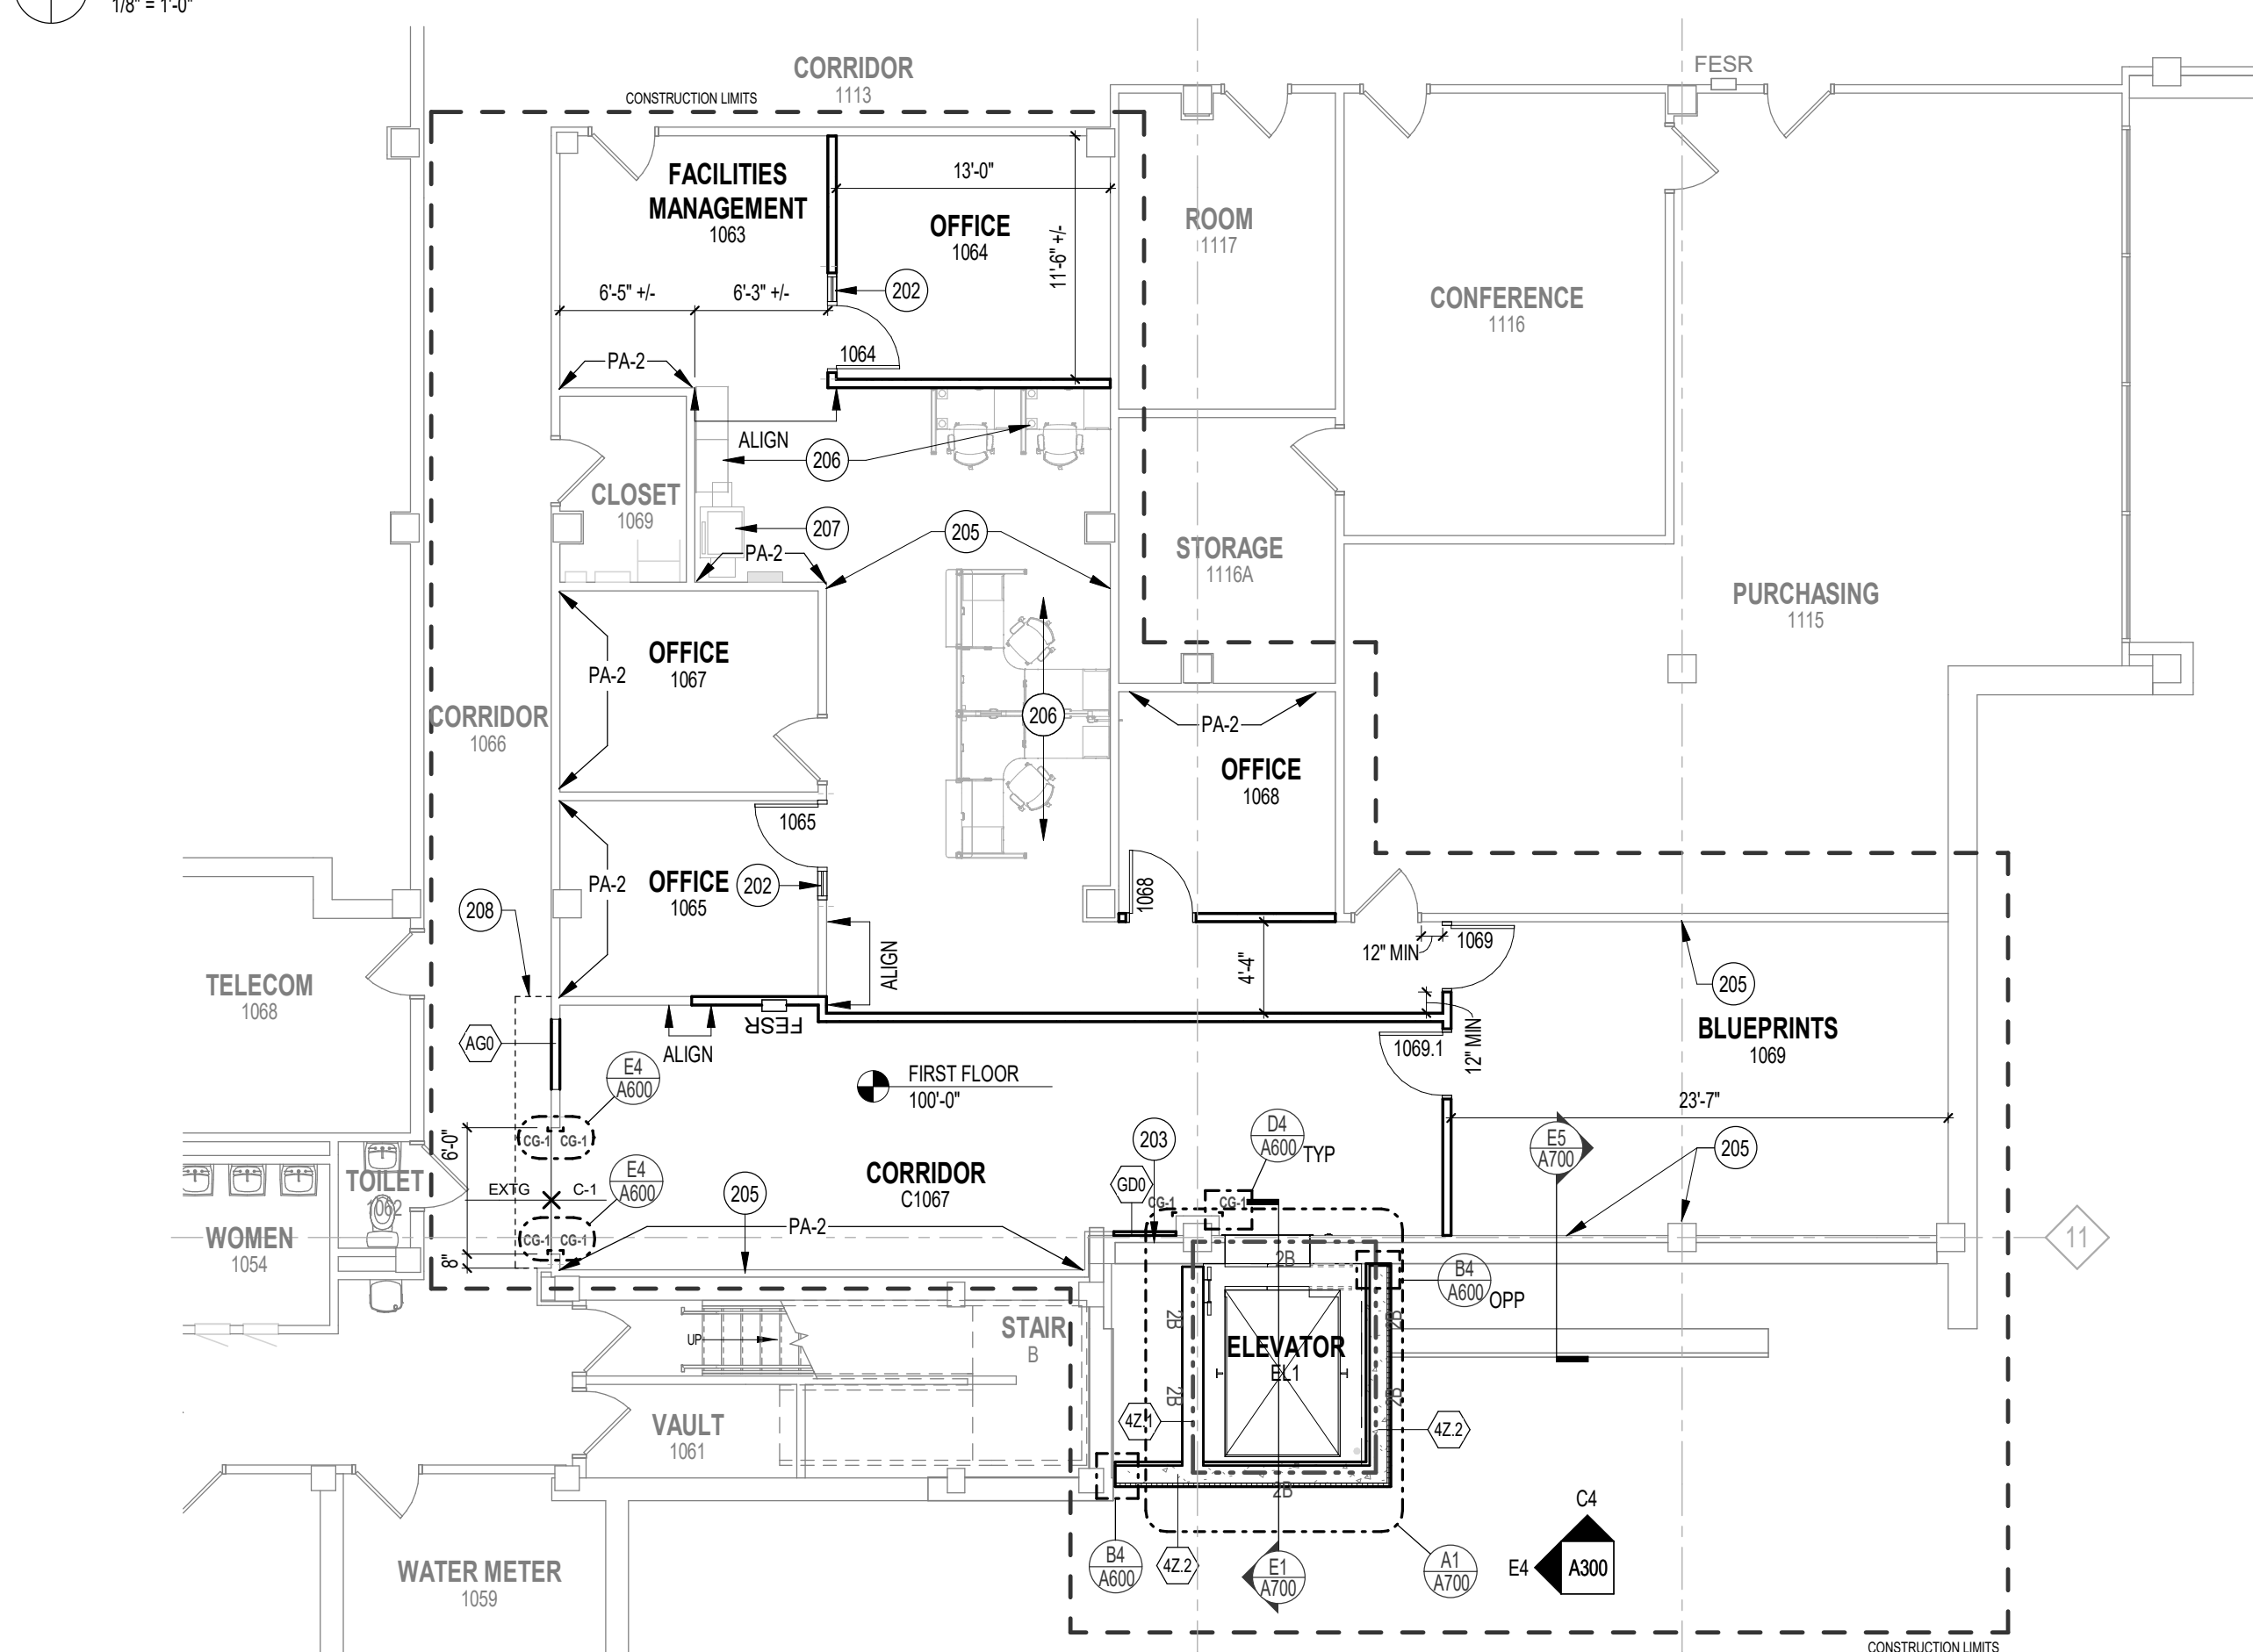 1/8" = 1'-0"
CORRIDOR
1113
CONSTRUCTION LIMITS
FESR
FACILITIES
MANAGEMENT
1063
13'-0"
OFFICE
1064
11'-6" +/-
ROOM
1117
CONFERENCE
1116
6'-5" +/-
6'-3" +/-
202
1064
PA-2
ALIGN
206
CLOSET
1069
207
PA-2
205
STORAGE
1116A
PURCHASING
1115
OFFICE
1067
PA-2
CORRIDOR
1066
206
PA-2
OFFICE
1068
1065
PA-2
OFFICE
1065
202
1068
208
ALIGN
12" MIN
1069
4'-4"
TELECOM
1068
205
FESR
BLUEPRINTS
1069
AG0
ALIGN
1069.1
12" MIN
E4
A600
FIRST FLOOR
100'-0"
23'-7"
CG-1
CG-1
6'-0"
203
D4
A600
TYP
E5
A700
205
TOILET
1062
EXTG
C-1
E4
A600
CORRIDOR
C1067
205
GD0
CG-1
CG-1
PA-2
WOMEN
1054
CG-1
CG-1
8"
11
2B
B4
A600
OPP
UP
STAIR
B
2B
2B
ELEVATOR
EL1
2B
2B
VAULT
1061
4Z.1
4Z.2
2B
C4
WATER METER
1059
B4
A600
4Z.2
E1
A700
A1
A700
E4
A300
CONSTRUCTION LIMITS